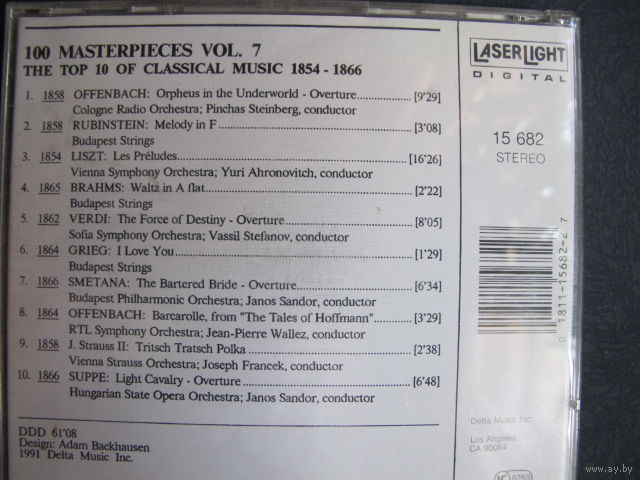 100 MASTERPIECES VOL. 7
THE TOP 10 OF CLASSICAL MUSIC 1854 - 1866
1. 1858 OFFENBACH: Orpheus in the Underworld - Overture [9'29]
Cologne Radio Orchestra; Pinchas Steinberg, conductor
2. 1858 RUBINSTEIN: Melody in F [3'08]
Budapest Strings
3. 1854 LISZT: Les Préludes [16'26]
Vienna Symphony Orchestra; Yuri Ahronovitch, conductor
4. 1865 BRAHMS: Waltz in A flat [2'22]
Budapest Strings
5. 1862 VERDI: The Force of Destiny - Overture [8'05]
Sofia Symphony Orchestra; Vassil Stefanov, conductor
6. 1864 GRIEG: I Love You [1'29]
Budapest Strings
7. 1866 SMETANA: The Bartered Bride - Overture [6'34]
Budapest Philharmonic Orchestra; Janos Sandor, conductor
8. 1864 OFFENBACH: Barcarolle, from "The Tales of Hoffmann" [3'29]
RTL Symphony Orchestra; Jean-Pierre Wallez, conductor
9. 1858 J. STRAUSS II: Tritsch Tratsch Polka [2'38]
Vienna Strauss Orchestra; Joseph Francek, conductor
10. 1866 SUPPE: Light Cavalry - Overture [6'48]
Hungarian State Opera Orchestra; Janos Sandor, conductor
DDD 61'08
Design: Adam Backhausen
1991 Delta Music Inc.
LASERLIGHT
DIGITAL
15 682
STEREO
0 1811-15682-2 7
Delta Music Inc.
Los Angeles,
CA 90064
LC 8259
www.ay.by